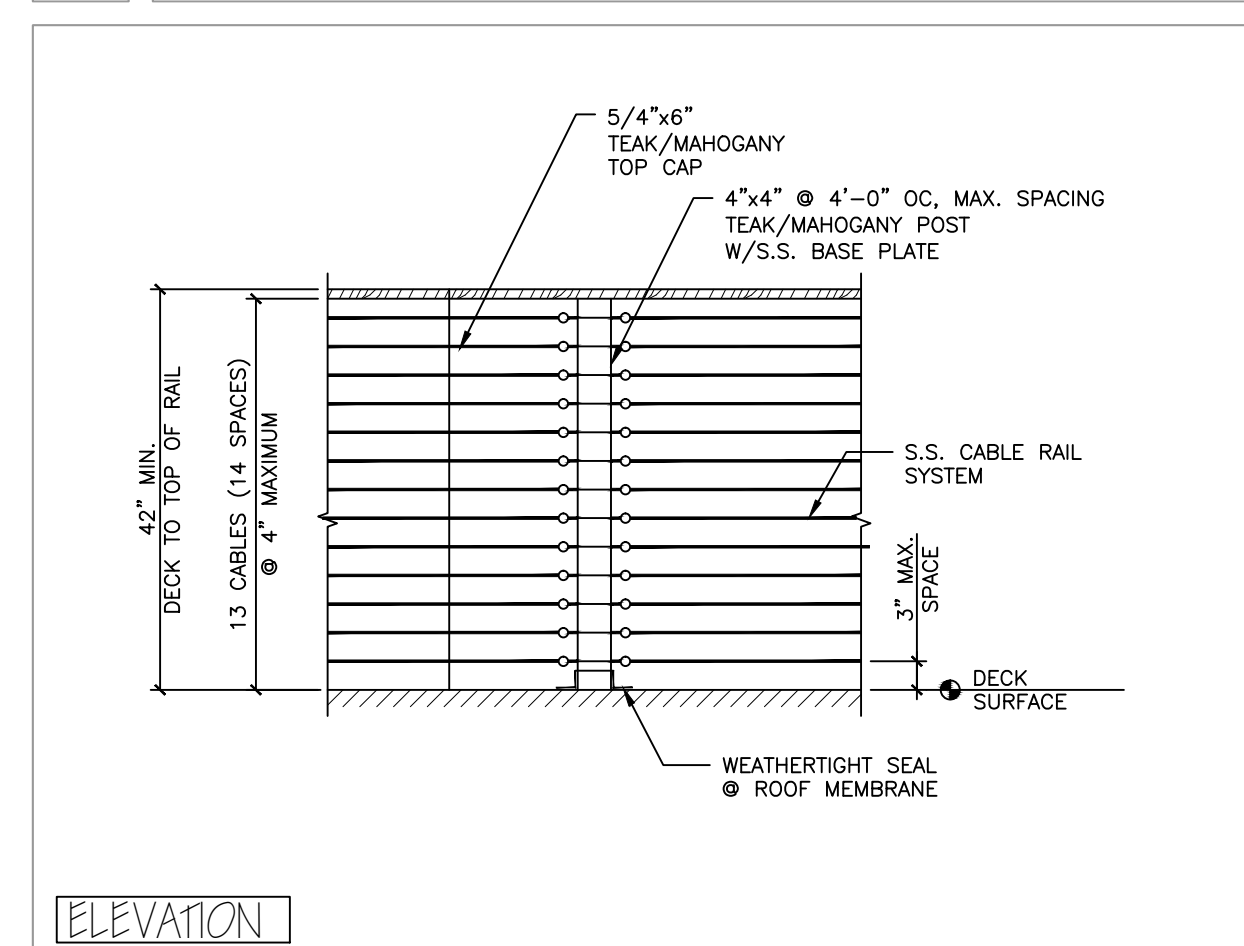 5/4"x6"
TEAK/MAHOGANY
TOP CAP
4"x4" @ 4'-0" OC, MAX. SPACING
TEAK/MAHOGANY POST
W/S.S. BASE PLATE
42" MIN.
DECK TO TOP OF RAIL
13 CABLES (14 SPACES)
@ 4" MAXIMUM
S.S. CABLE RAIL
SYSTEM
3" MAX.
SPACE
DECK
SURFACE
WEATHERTIGHT SEAL
@ ROOF MEMBRANE
ELEVATION